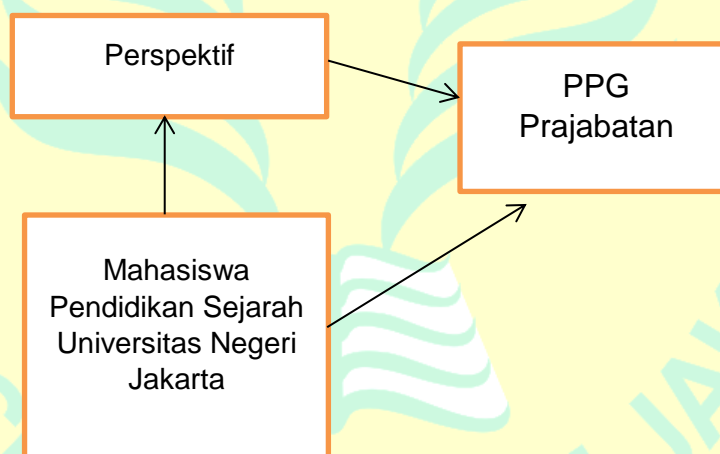 Perspektif
PPG
Prajabatan
Mahasiswa
Pendidikan Sejarah
Universitas Negeri
Jakarta